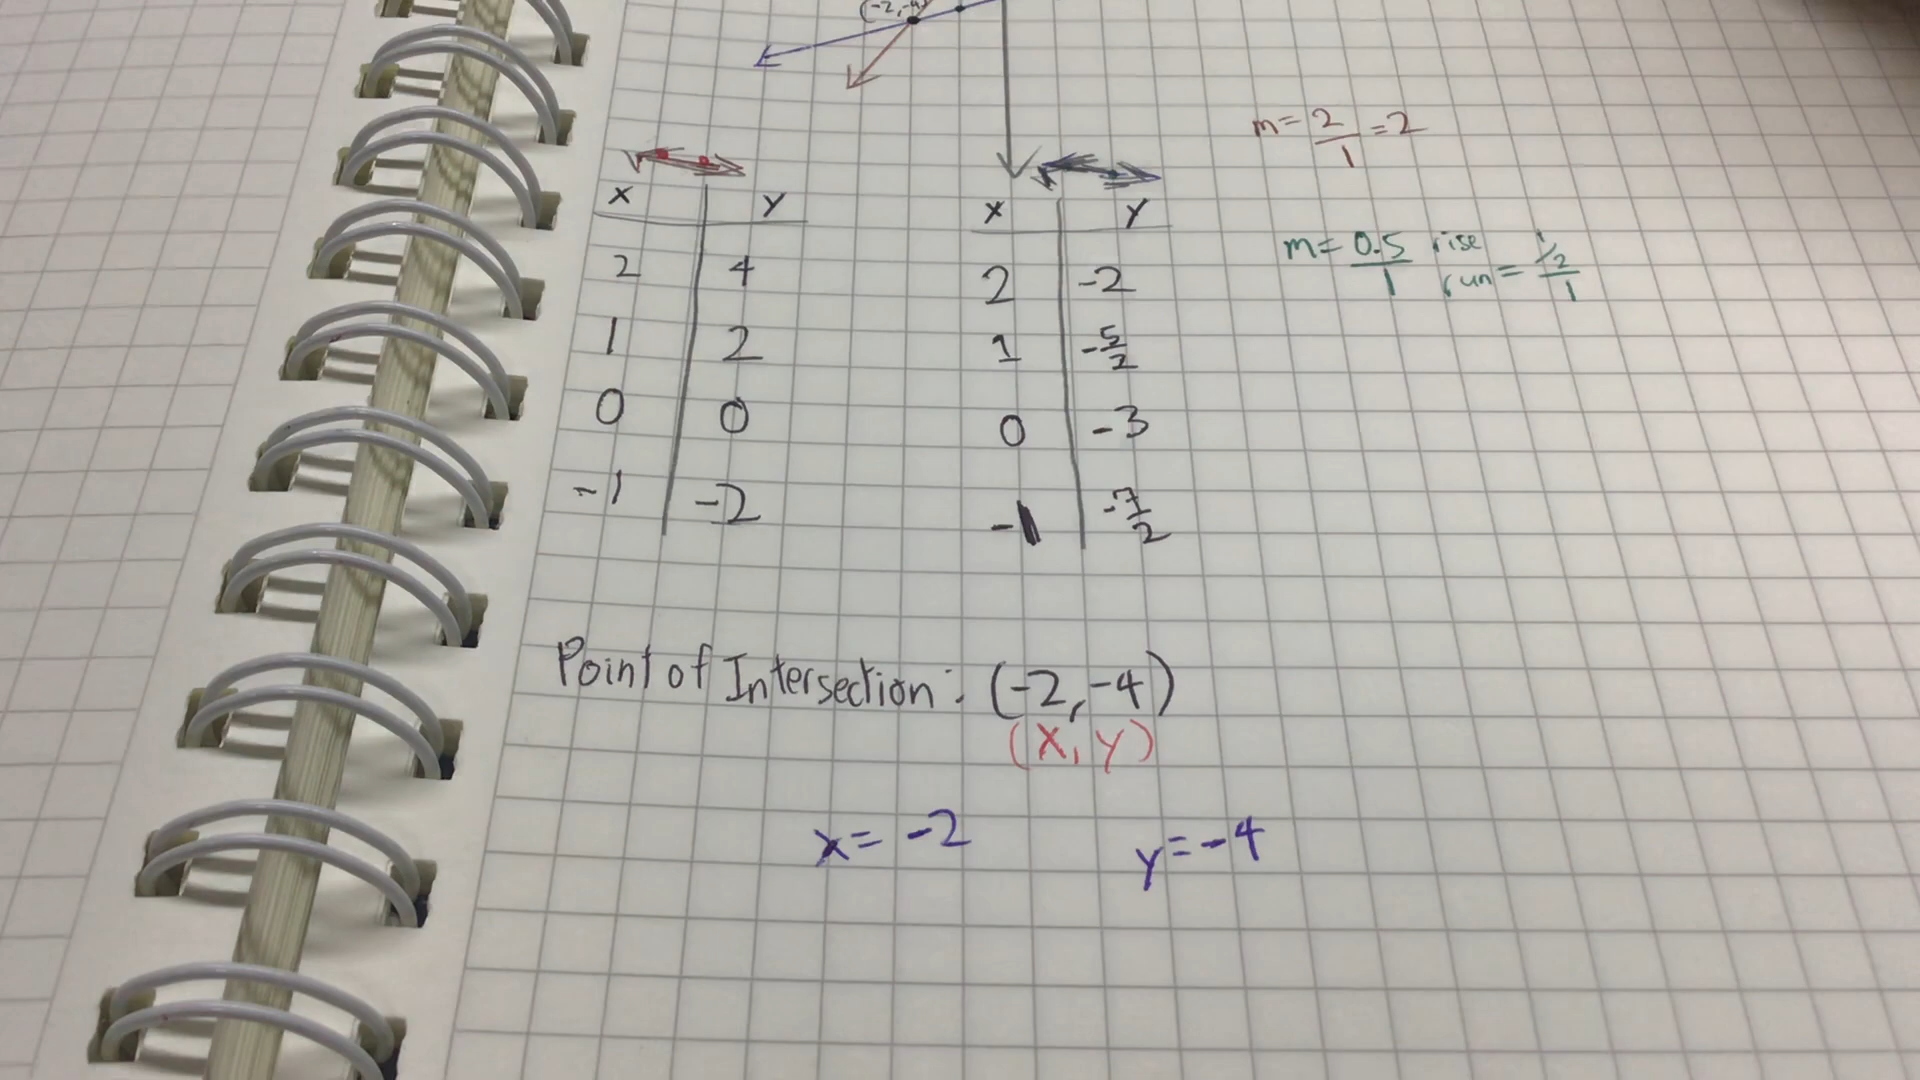 (-2,-4)
m= 2/1 =2
x y
2 4
1 2
0 0
-1 -2
x y
2 -2
1 -5/2
0 -3
-1 -7/2
m= 0.5/1 rise/run = 1/2/1
Point of Intersection: (-2,-4)
(x,y)
x= -2 y= -4